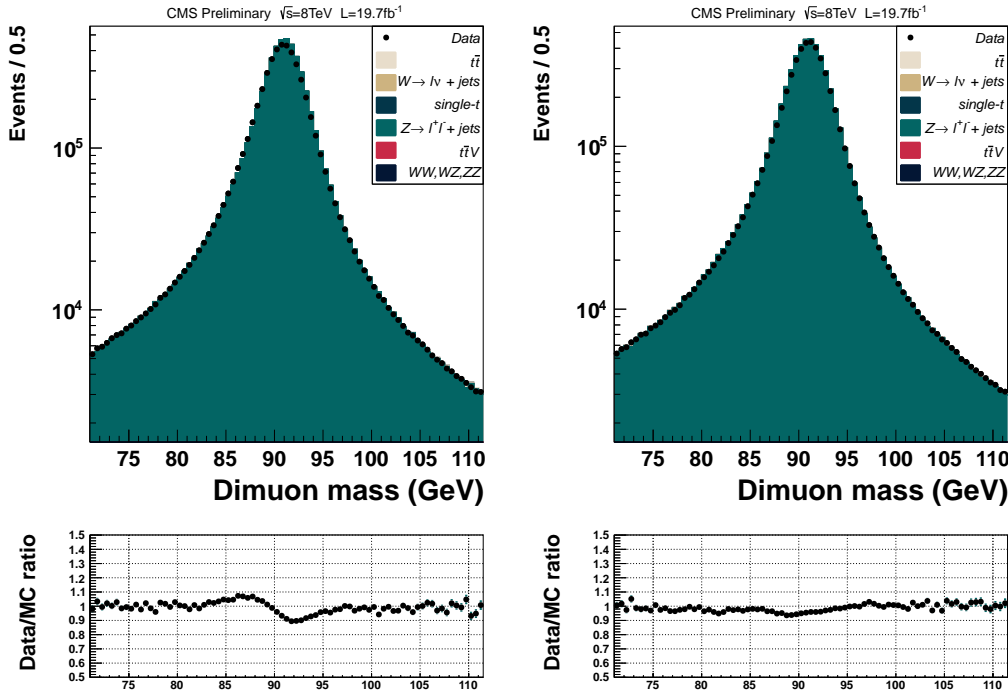 CMS Preliminary √s=8TeV L=19.7fb⁻¹
Events / 0.5
10⁵
10⁴
Data
tt̄
W→ lν + jets
single-t
Z→ l⁺l⁻ + jets
tt̄V
WW,WZ,ZZ
75 80 85 90 95 100 105 110
Dimuon mass (GeV)
Data/MC ratio
1.5
1.4
1.3
1.2
1.1
1
0.9
0.8
0.7
0.6
0.5
75 80 85 90 95 100 105 110
CMS Preliminary √s=8TeV L=19.7fb⁻¹
Events / 0.5
10⁵
10⁴
Data
tt̄
W→ lν + jets
single-t
Z→ l⁺l⁻ + jets
tt̄V
WW,WZ,ZZ
75 80 85 90 95 100 105 110
Dimuon mass (GeV)
Data/MC ratio
1.5
1.4
1.3
1.2
1.1
1
0.9
0.8
0.7
0.6
0.5
75 80 85 90 95 100 105 110